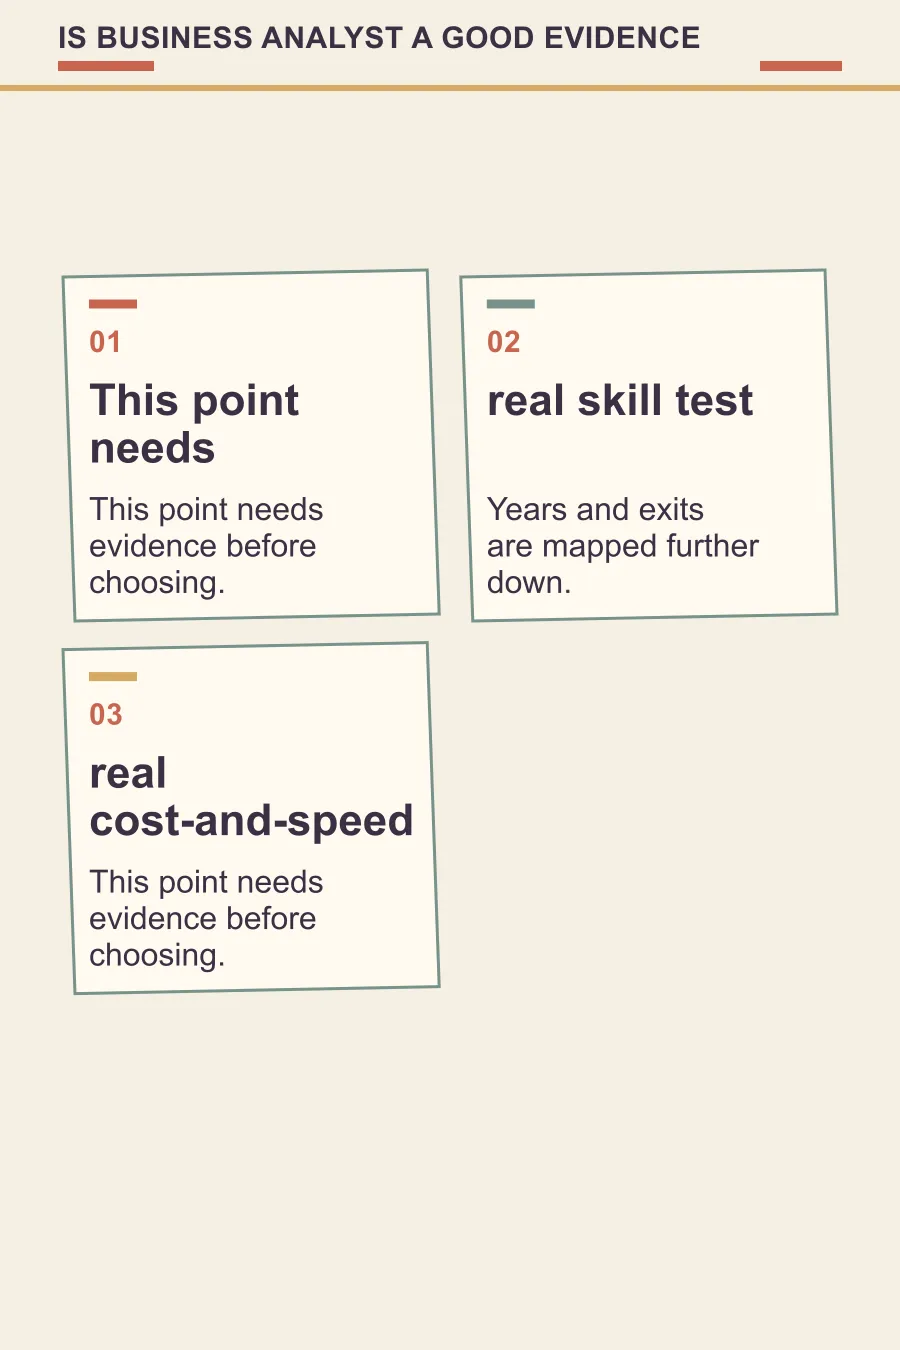 IS BUSINESS ANALYST A GOOD EVIDENCE
01
This point
needs
This point needs
evidence before
choosing.
02
real skill test
Years and exits
are mapped further
down.
03
real
cost-and-speed
This point needs
evidence before
choosing.